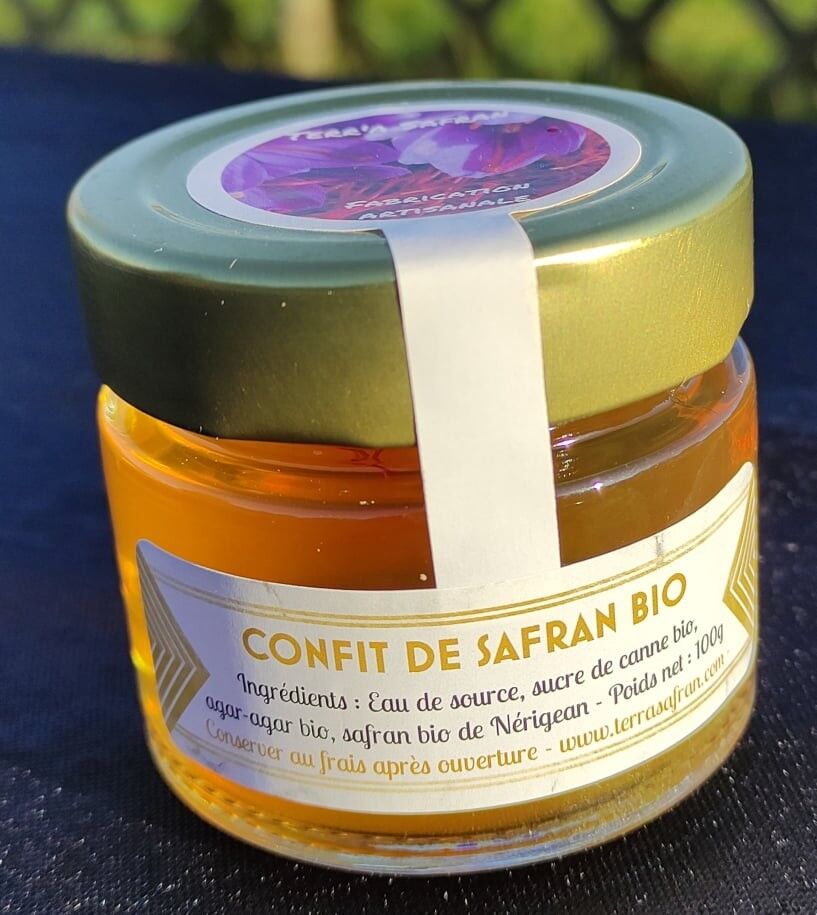 TERR'A SAFRAN
FABRICATION
ARTISANALE
CONFIT DE SAFRAN BIO
Ingrédients : Eau de source, sucre de canne bio,
agar-agar bio, safran bio de Nérigean - Poids net : 100g
Conserver au frais après ouverture - www.terrasafran.com